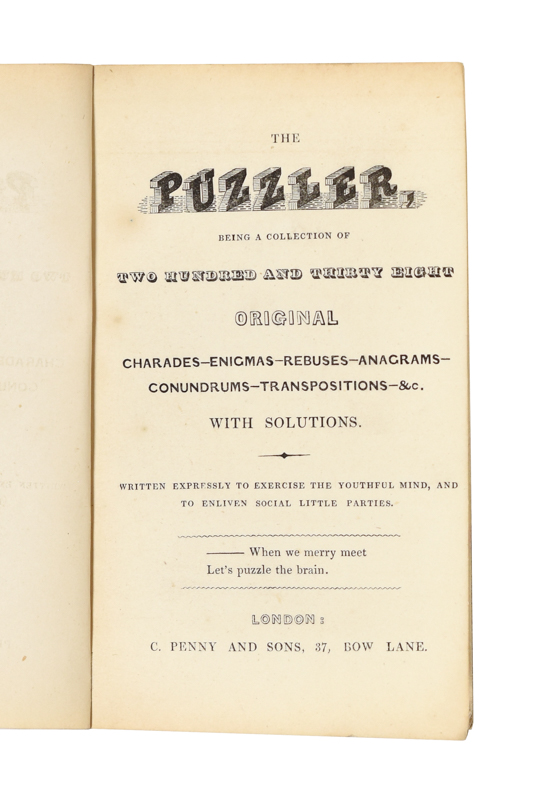 THE
PUZZLER,
BEING A COLLECTION OF
TWO HUNDRED AND THIRTY EIGHT
ORIGINAL
CHARADES—ENIGMAS—REBUSES—ANAGRAMS—
CONUNDRUMS—TRANSPOSITIONS—&c.
WITH SOLUTIONS.
WRITTEN EXPRESSLY TO EXERCISE THE YOUTHFUL MIND, AND
TO ENLIVEN SOCIAL LITTLE PARTIES.
—— When we merry meet
Let's puzzle the brain.
LONDON:
C. PENNY AND SONS, 37, BOW LANE.